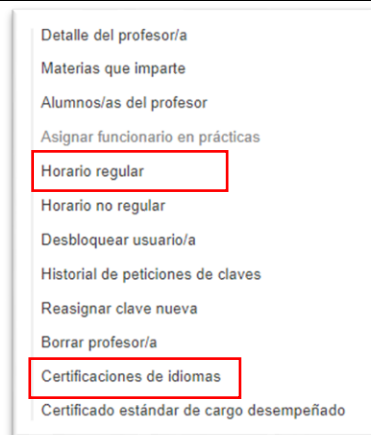 Detalle del profesor/a
Materias que imparte
Alumnos/as del profesor
Asignar funcionario en prácticas
Horario regular
Horario no regular
Desbloquear usuario/a
Historial de peticiones de claves
Reasignar clave nueva
Borrar profesor/a
Certificaciones de idiomas
Certificado estándar de cargo desempeñado